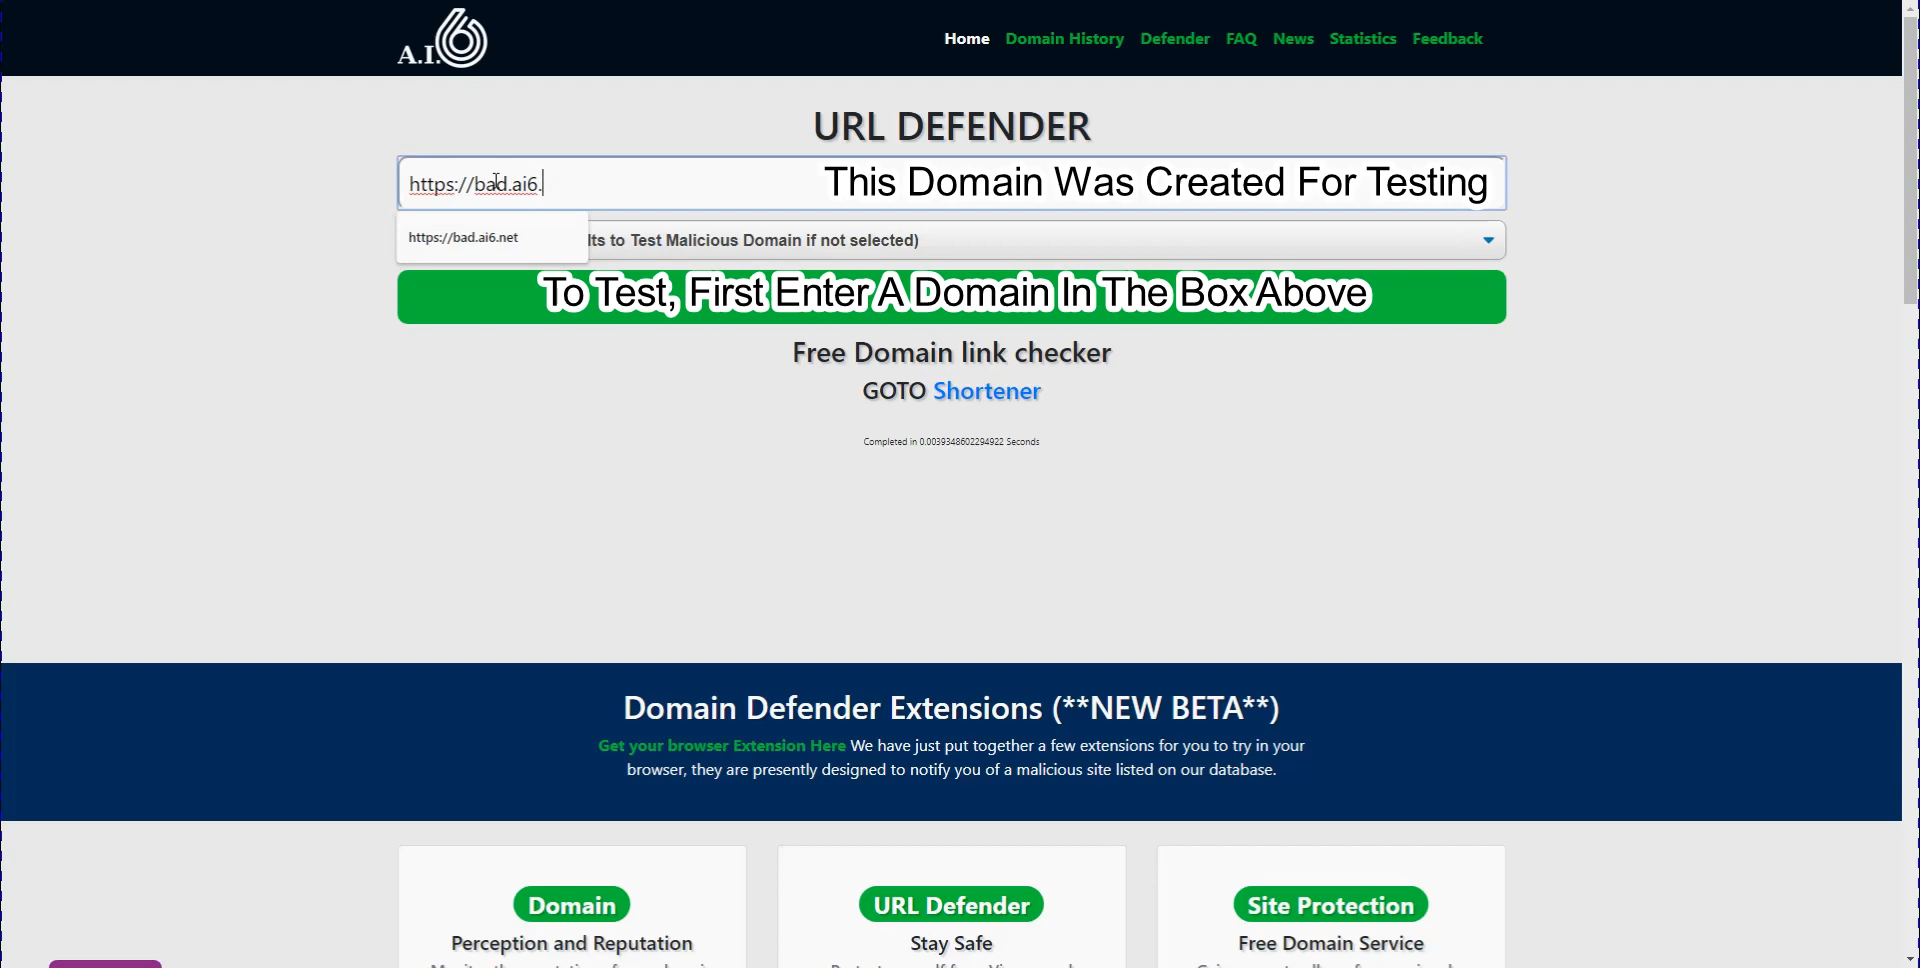 A.I.6
Home Domain History Defender FAQ News Statistics Feedback
URL DEFENDER
https://bad.ai6.
This Domain Was Created For Testing
https://bad.ai6.net
to Test Malicious Domain if not selected)
To Test, First Enter A Domain In The Box Above
Free Domain link checker
GOTO Shortener
Completed in 0.0039348602294922 Seconds
Domain Defender Extensions (**NEW BETA**)
Get your browser Extension Here We have just put together a few extensions for you to try in your
browser, they are presently designed to notify you of a malicious site listed on our database.
Domain
Perception and Reputation
URL Defender
Stay Safe
Site Protection
Free Domain Service